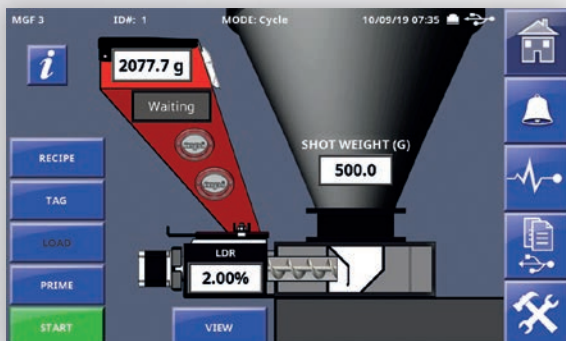 MGF 3 ID#: 1 MODE: Cycle 10/09/19 07:35
2077.7 g
Waiting
SHOT WEIGHT (G)
500.0
RECIPE
TAG
LOAD
PRIME
START
LDR
2.00%
VIEW
i